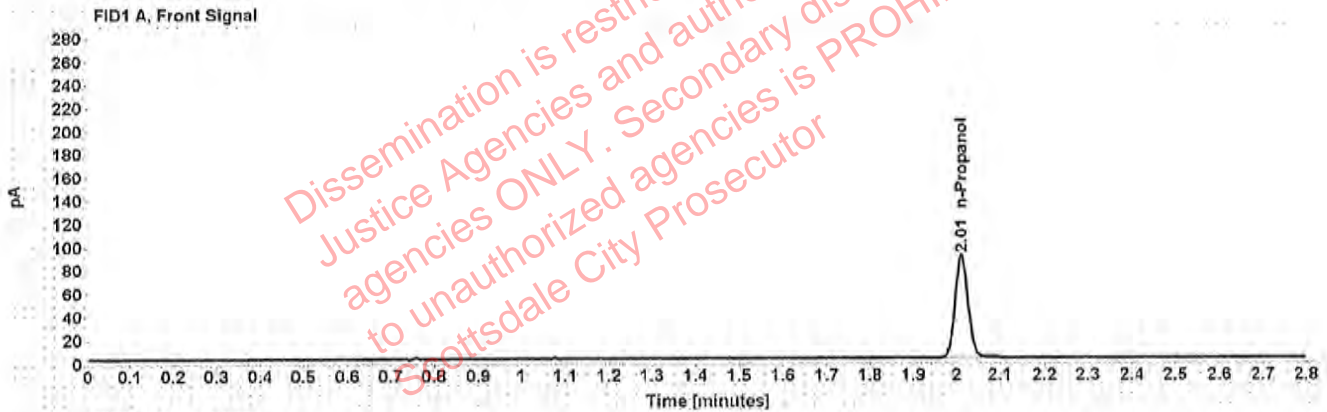 FID1 A, Front Signal
280
260
240
220
200
180
160
140
120
100
80
60
40
20
0
pA
2.01 n-Propanol
0 0.1 0.2 0.3 0.4 0.5 0.6 0.7 0.8 0.9 1 1.1 1.2 1.3 1.4 1.5 1.6 1.7 1.8 1.9 2 2.1 2.2 2.3 2.4 2.5 2.6 2.7 2.8
Time [minutes]
Dissemination is
Justice Agencies and
agencies ONLY. Secondary
to unauthorized agencies is
Scottsdale City Prosecutor